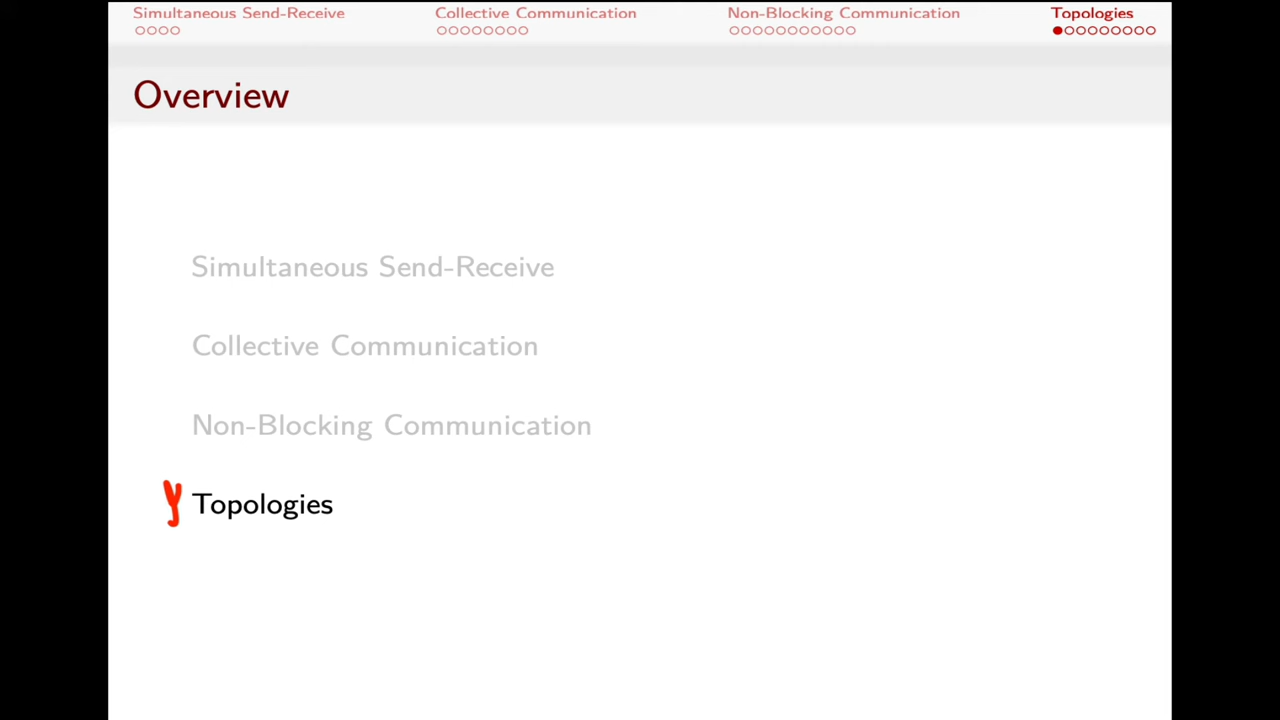 Simultaneous Send-Receive Collective Communication Non-Blocking Communication Topologies
Overview
Simultaneous Send-Receive
Collective Communication
Non-Blocking Communication
Topologies